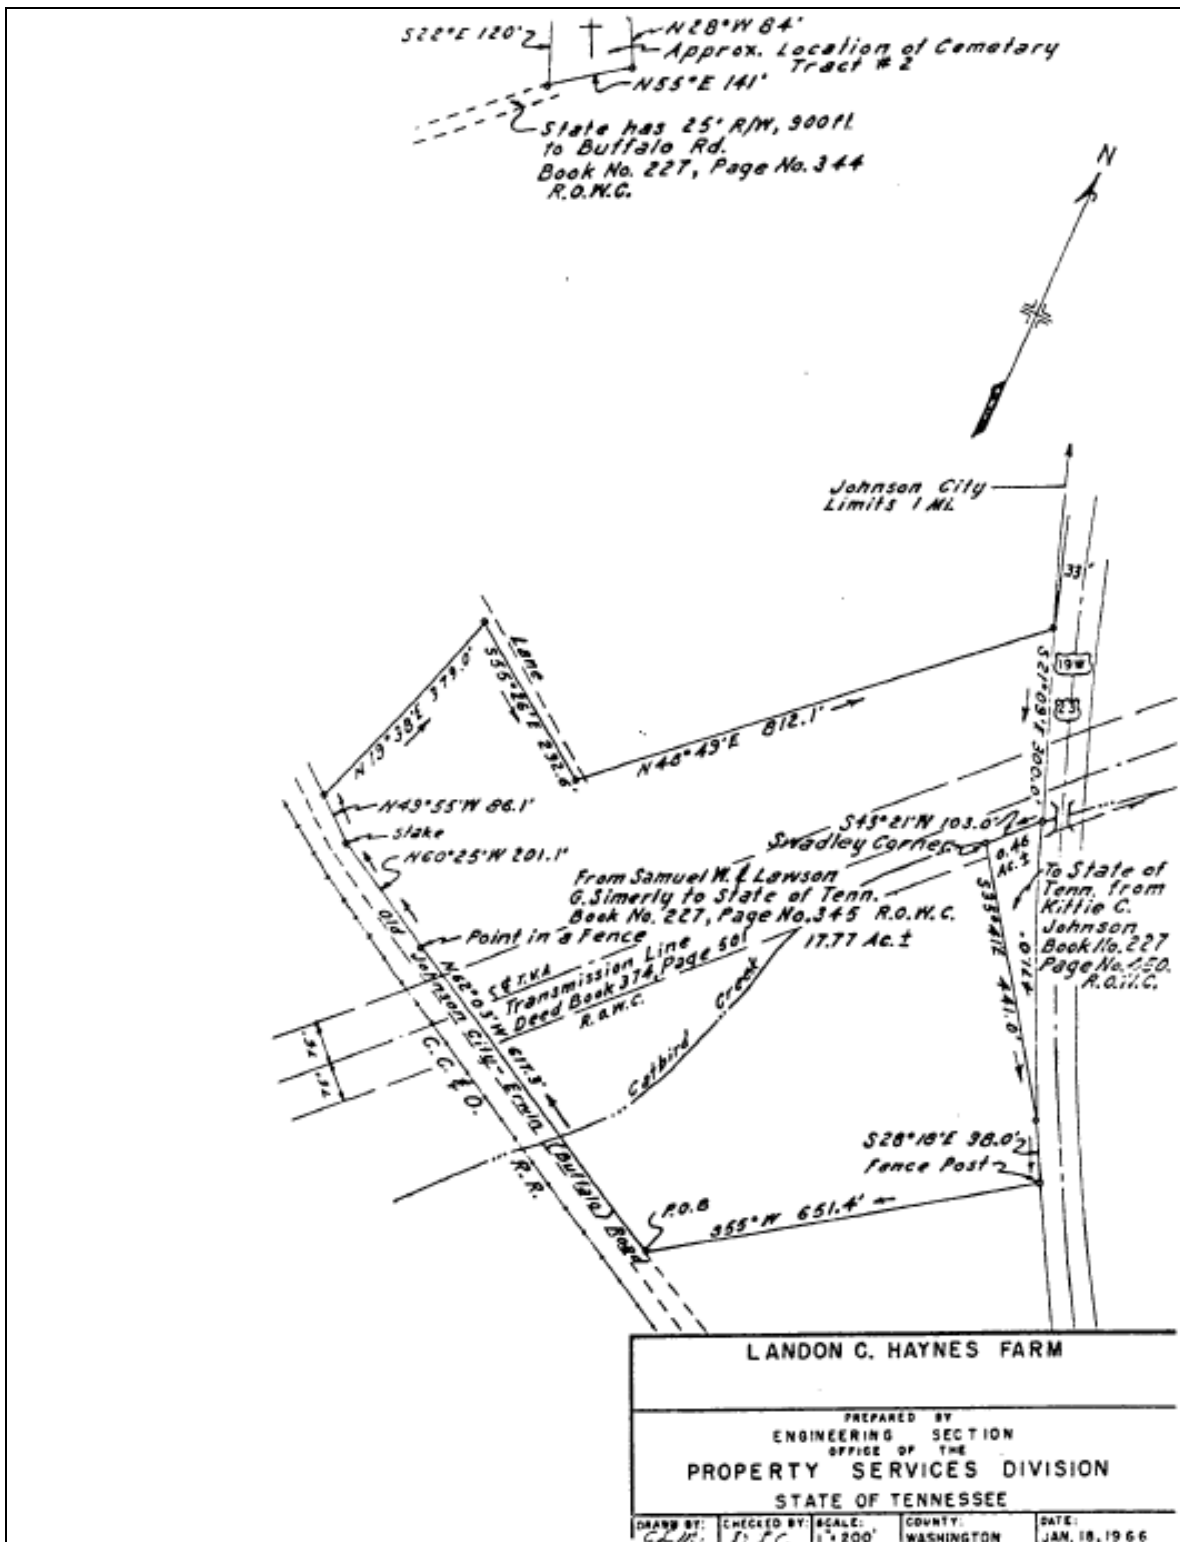 S22°E 120'
N28°W 84'
Approx. Location of Cemetary
Tract # 2
N55°E 141'
State has 25' R/W, 900ft.
to Buffalo Rd.
Book No. 227, Page No. 344
R.O.W.C.
N
Johnson City
Limits 1 Mi.
33'
19W
23
S21°09'E 300.0'
Lane
S35°26'E 292.6'
N19°38'E 379.0'
N48°49'E 812.1'
N49°55'W 86.1'
stake
N60°25'W 201.1'
S43°21'W 103.0'
Swadley Corner
0.46
Ac. ±
From Samuel W. & Lawson
G. Simerly to State of Tenn.
Book No. 227, Page No. 345 R.O.W.C.
17.77 Ac. ±
To State of
Tenn. from
Kittie C.
Johnson
Book No. 227
Page No.
R.O.W.C.
Point in a Fence
¢ T.V.A
Transmission Line
Deed Book 374, Page 501
R.O.W.C.
N62°03'W 617.3'
Old Johnson City - Erwin (Buffalo) Road
C.C. & O. R.R.
Catbird Creek
441.0'
S28°18'E 98.0'
Fence Post
P.O.B
S55°W 651.4'
LANDON C. HAYNES FARM
PREPARED BY
ENGINEERING SECTION
OFFICE OF THE
PROPERTY SERVICES DIVISION
STATE OF TENNESSEE
DRAWN BY: CHECKED BY: SCALE: COUNTY: DATE:
1"=200' WASHINGTON JAN. 18, 1966